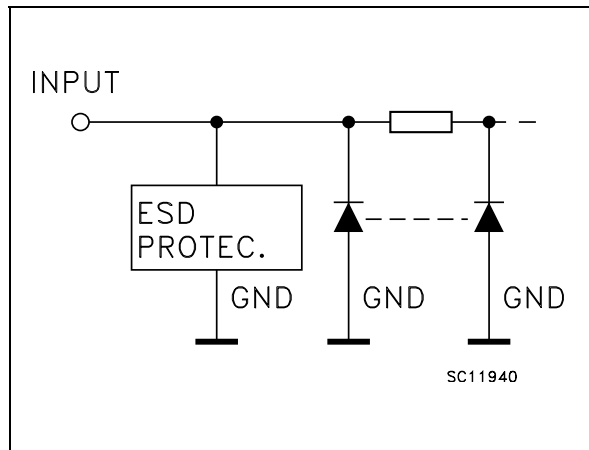 INPUT
ESD
PROTEC.
GND
GND
GND
SC11940